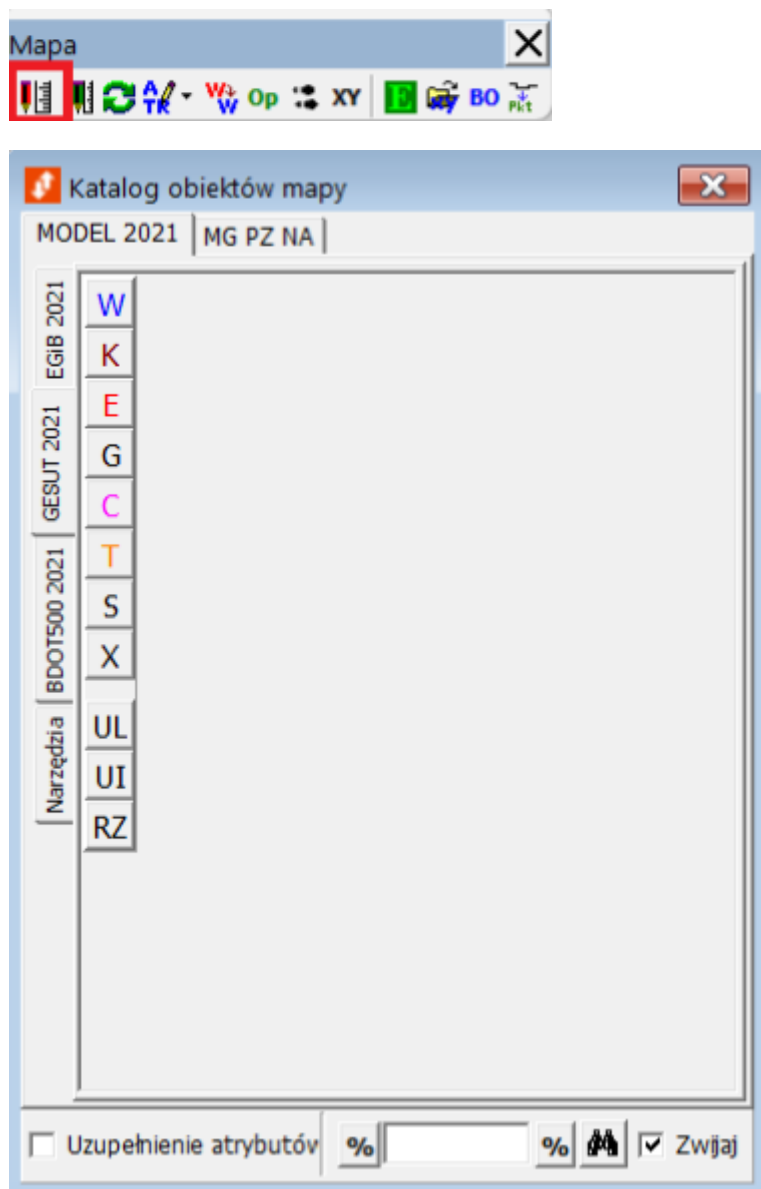 Mapa
A TR W W Op XY E BO Pkt
Katalog obiektów mapy
MODEL 2021 MG PZ NA
EGiB 2021
GESUT 2021
BDOT500 2021
Narzędzia
W
K
E
G
C
T
S
X
UL
UI
RZ
Uzupełnienie atrybutów % % Zwijaj